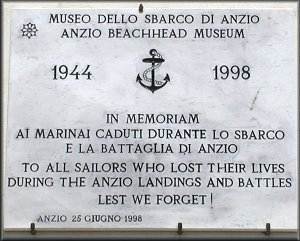 MUSEO DELLO SBARCO DI ANZIO
ANZIO BEACHHEAD MUSEUM
1944 1998
IN MEMORIAM
AI MARINAI CADUTI DURANTE LO SBARCO
E LA BATTAGLIA DI ANZIO
TO ALL SAILORS WHO LOST THEIR LIVES
DURING THE ANZIO LANDINGS AND BATTLES
LEST WE FORGET!
ANZIO 25 GIUGNO 1998